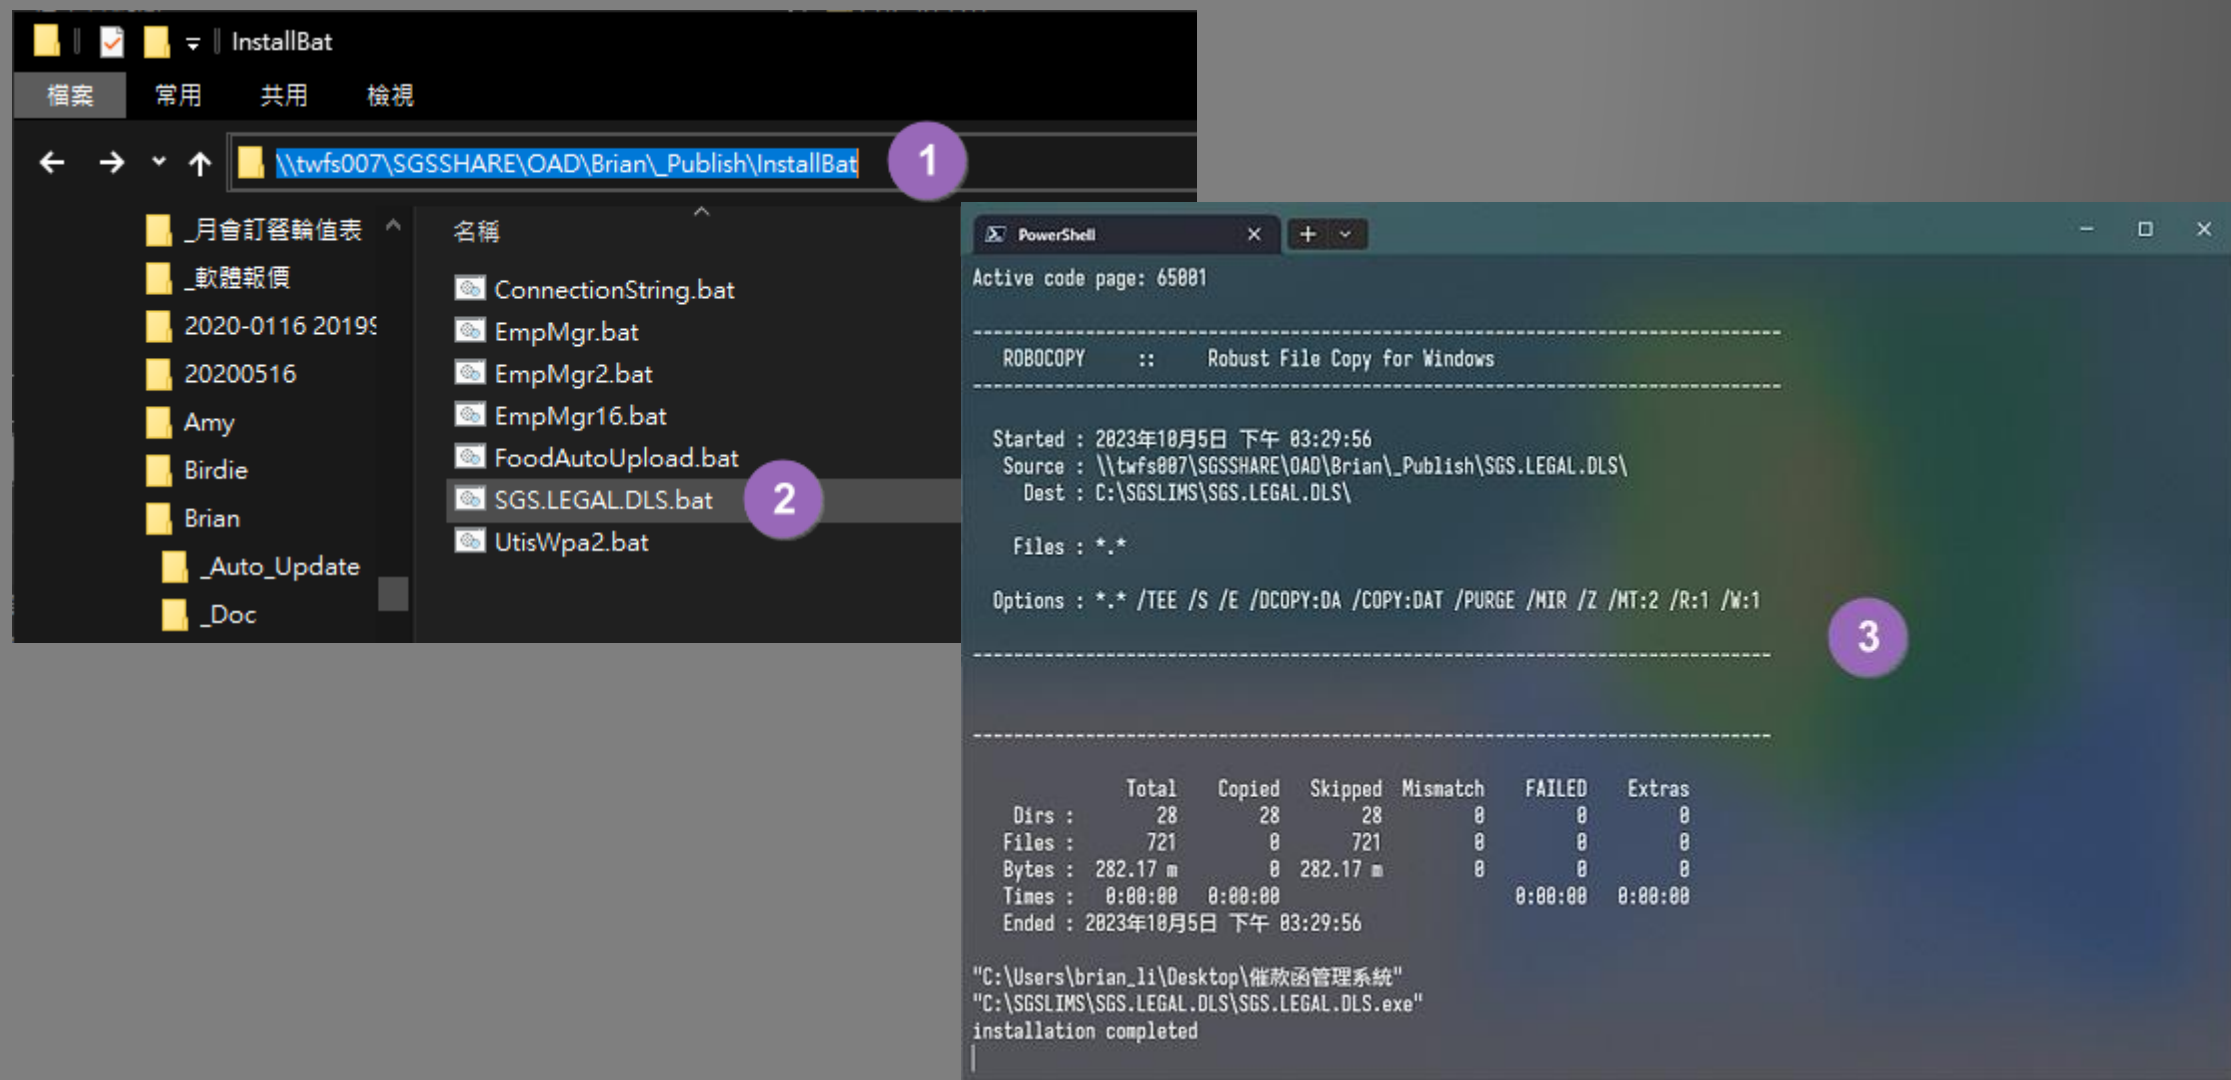 InstallBat
檔案 常用 共用 檢視
\\twfs007\SGSSHARE\OAD\Brian\_Publish\InstallBat
1
_月會訂餐輪值表
_軟體報價
2020-0116 2019S
20200516
Amy
Birdie
Brian
_Auto_Update
_Doc
名稱
ConnectionString.bat
EmpMgr.bat
EmpMgr2.bat
EmpMgr16.bat
FoodAutoUpload.bat
SGS.LEGAL.DLS.bat
2
UtisWpa2.bat
PowerShell
Active code page: 65001
-------------------------------------------------------------------------------
ROBOCOPY :: Robust File Copy for Windows
-------------------------------------------------------------------------------
Started : 2023年10月5日 下午 03:29:56
Source : \\twfs007\SGSSHARE\OAD\Brian\_Publish\SGS.LEGAL.DLS\
Dest : C:\SGSLIMS\SGS.LEGAL.DLS\
Files : *.*
Options : *.* /TEE /S /E /DCOPY:DA /COPY:DAT /PURGE /MIR /Z /MT:2 /R:1 /W:1
3
------------------------------------------------------------------------------
------------------------------------------------------------------------------
Total Copied Skipped Mismatch FAILED Extras
Dirs : 28 28 28 0 0 0
Files : 721 0 721 0 0 0
Bytes : 282.17 m 0 282.17 m 0 0 0
Times : 0:00:00 0:00:00 0:00:00 0:00:00
Ended : 2023年10月5日 下午 03:29:56
"C:\Users\brian_li\Desktop\催款函管理系統"
"C:\SGSLIMS\SGS.LEGAL.DLS\SGS.LEGAL.DLS.exe"
installation completed